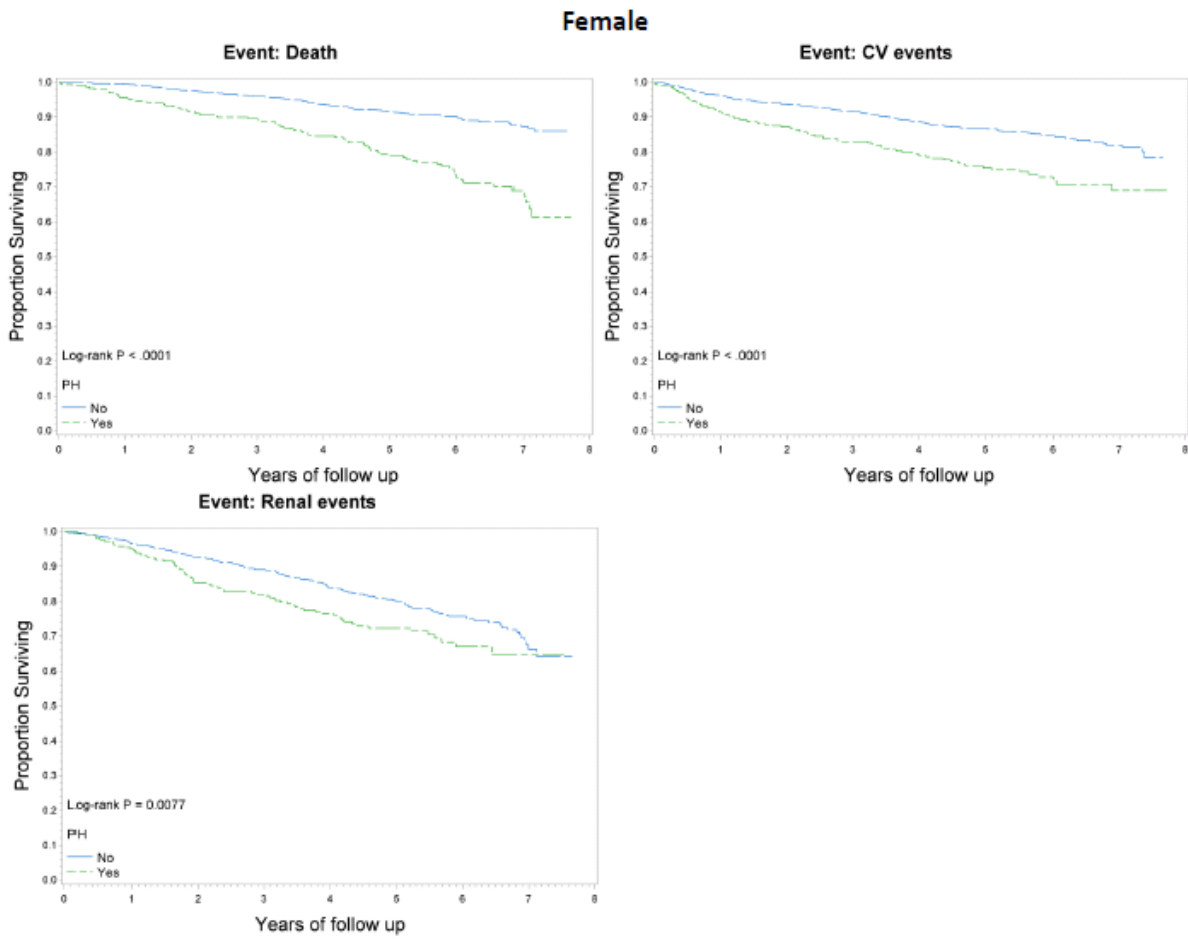 Female
Event: Death
Proportion Surviving
1.0
0.9
0.8
0.7
0.6
0.5
0.4
0.3
0.2
0.1
0.0
Log-rank P < .0001
PH
No
Yes
0 1 2 3 4 5 6 7 8
Years of follow up
Event: CV events
Proportion Surviving
1.0
0.9
0.8
0.7
0.6
0.5
0.4
0.3
0.2
0.1
0.0
Log-rank P < .0001
PH
No
Yes
0 1 2 3 4 5 6 7 8
Years of follow up
Event: Renal events
Proportion Surviving
1.0
0.9
0.8
0.7
0.6
0.5
0.4
0.3
0.2
0.1
0.0
Log-rank P = 0.0077
PH
No
Yes
0 1 2 3 4 5 6 7 8
Years of follow up